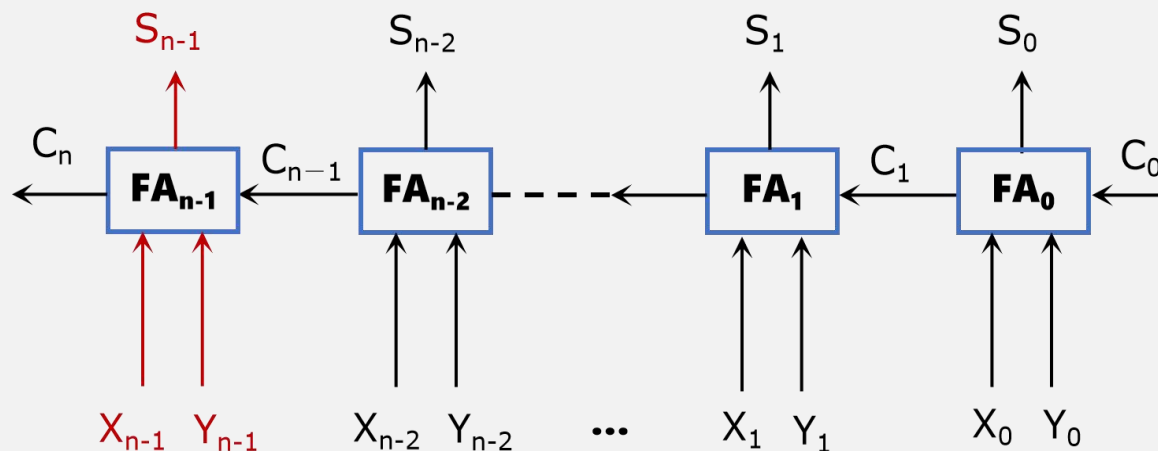 Sₙ₋₁ Sₙ₋₂ S₁ S₀
Cₙ Cₙ₋₁ C₁ C₀
FAₙ₋₁ FAₙ₋₂ FA₁ FA₀
Xₙ₋₁ Yₙ₋₁ Xₙ₋₂ Yₙ₋₂ ... X₁ Y₁ X₀ Y₀